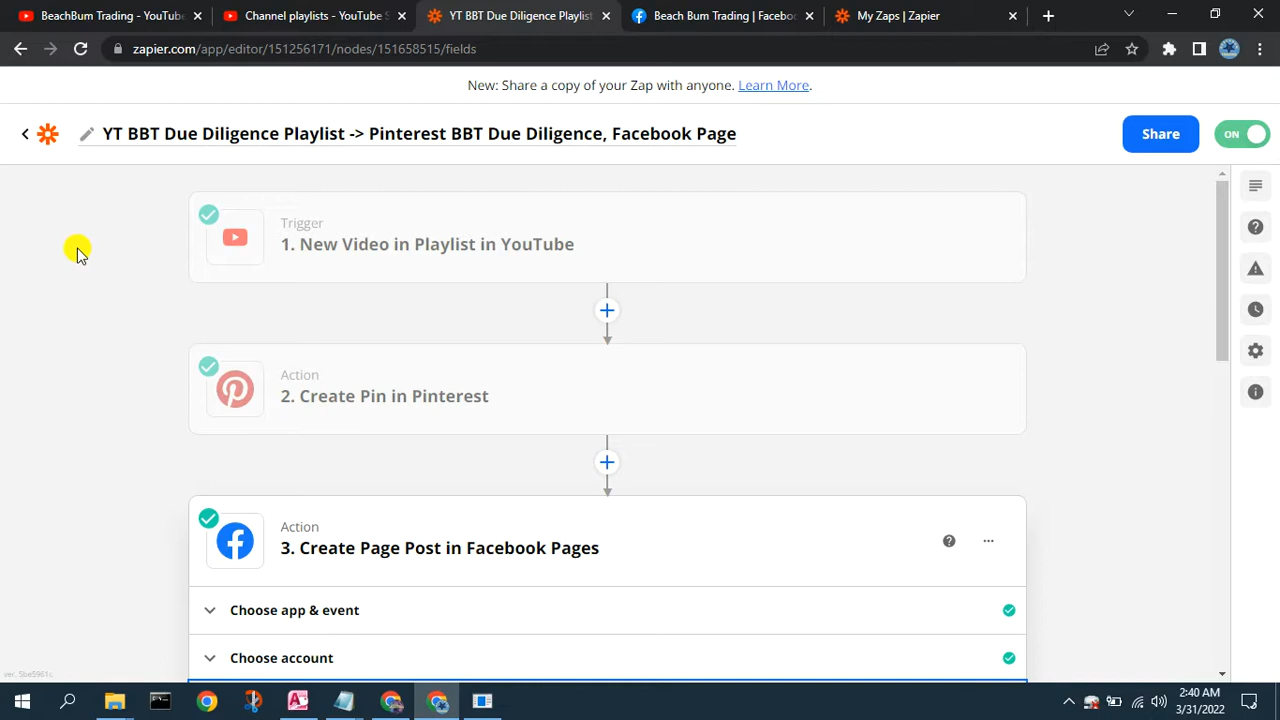 BeachBum Trading - YouTube
Channel playlists - YouTube S
YT BBT Due Diligence Playlist
BeachBum Trading | Facebook
My Zaps | Zapier
zapier.com/app/editor/151256171/nodes/151658515/fields
New: Share a copy of your Zap with anyone. Learn More.
YT BBT Due Diligence Playlist -> Pinterest BBT Due Diligence, Facebook Page
Share
ON
Trigger
1. New Video in Playlist in YouTube
Action
2. Create Pin in Pinterest
Action
3. Create Page Post in Facebook Pages
Choose app & event
Choose account
ver. 5be5961c
2:40 AM
3/31/2022